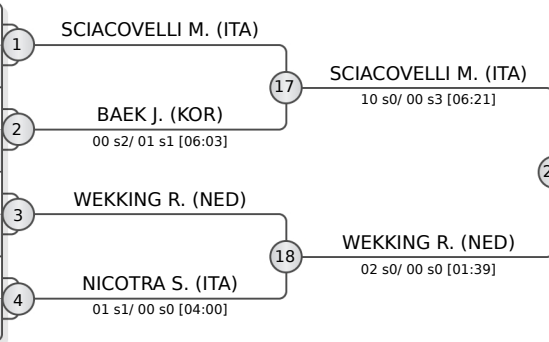 SCIACOVELLI M. (ITA)
1
17
SCIACOVELLI M. (ITA)
10 s0/ 00 s3 [06:21]
BAEK J. (KOR)
2
00 s2/ 01 s1 [06:03]
WEKKING R. (NED)
3
18
WEKKING R. (NED)
02 s0/ 00 s0 [01:39]
NICOTRA S. (ITA)
4
01 s1/ 00 s0 [04:00]